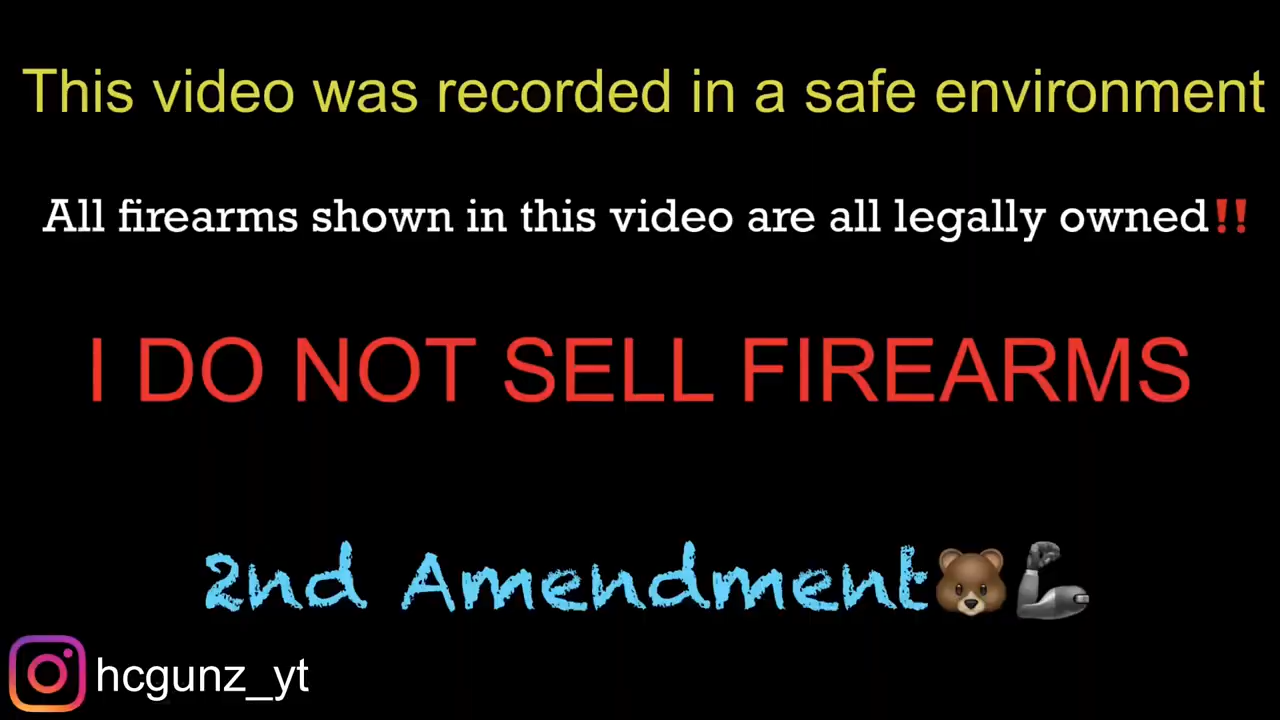 This video was recorded in a safe environment
All firearms shown in this video are all legally owned‼️
I DO NOT SELL FIREARMS
2nd Amendment🐻🦾
hcgunz_yt